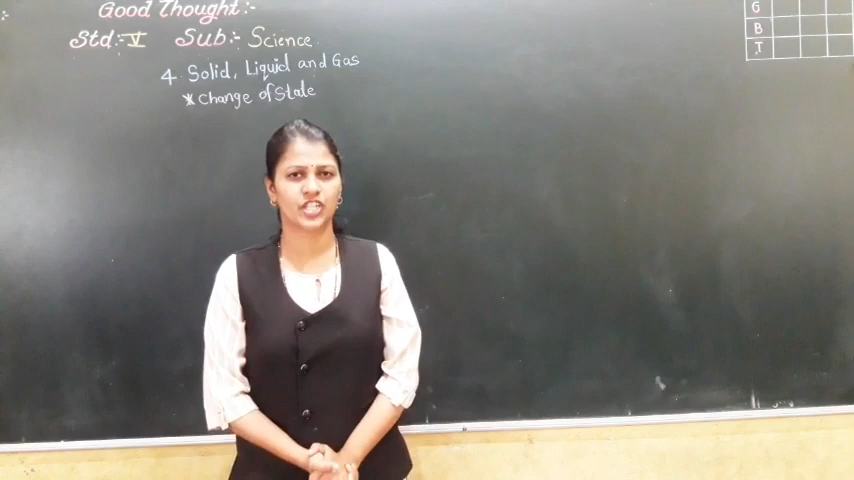 Good Thought:-
Std:- V Sub:- Science
4. Solid, Liquid and Gas
* Change of State
G
B
T